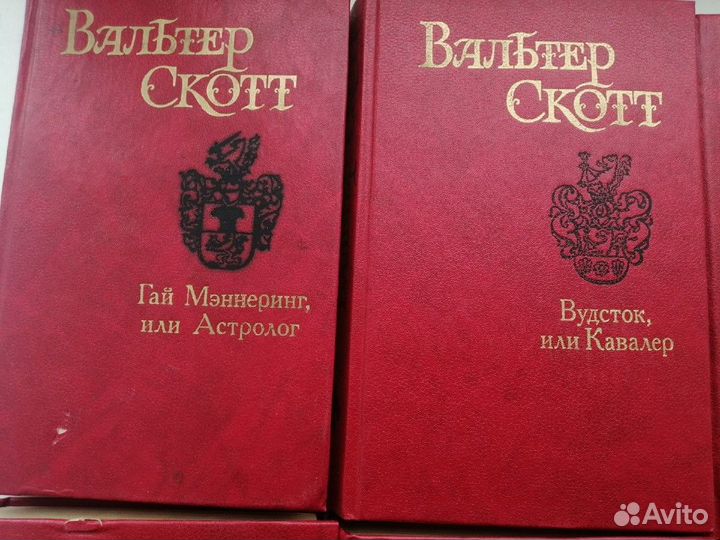 Вальтер
Скотт
Гай Мэннеринг,
или Астролог
Вальтер
Скотт
Вудсток,
или Кавалер
Avito